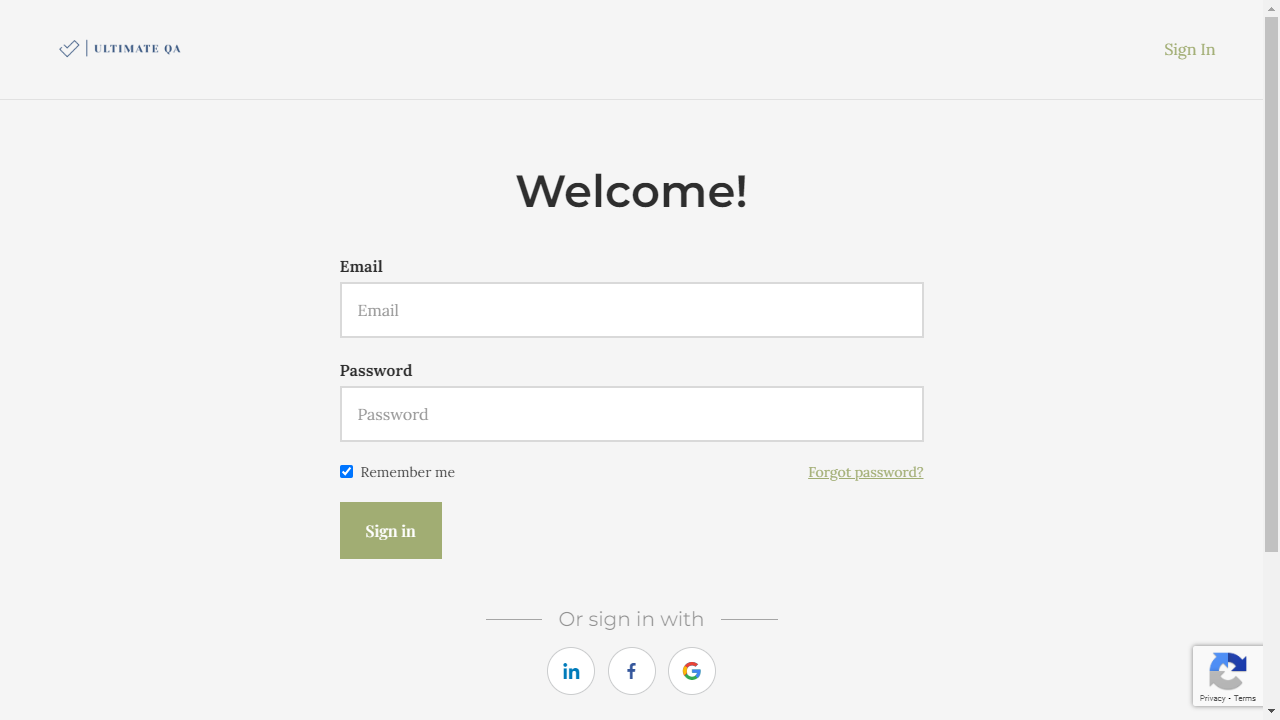 ULTIMATE QA
Sign In
Welcome!
Email
Email
Password
Password
Remember me
Forgot password?
Sign in
Or sign in with
in
f
G
Privacy - Terms